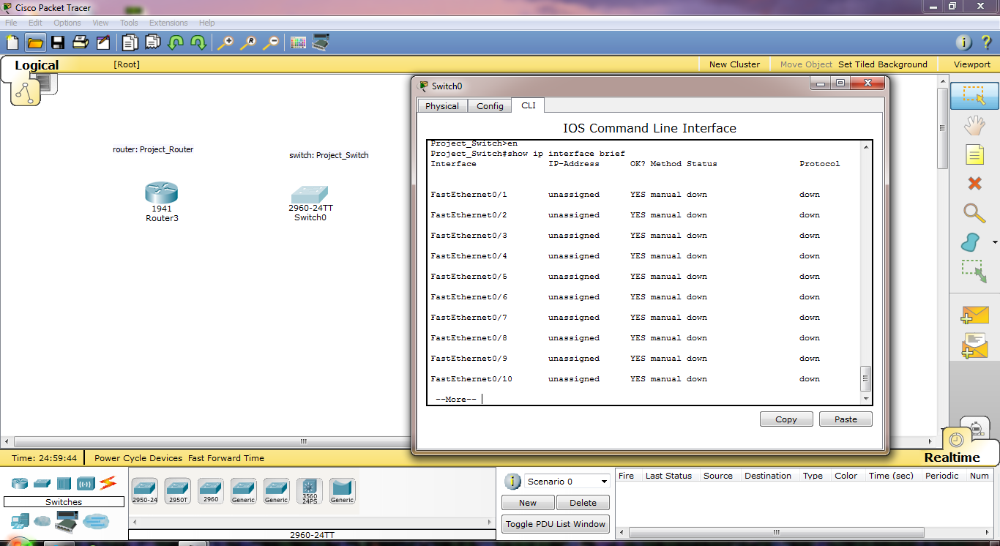 Cisco Packet Tracer
File Edit Options View Tools Extensions Help
Logical
[Root]
New Cluster
Move Object
Set Tiled Background
Viewport
router: Project_Router
switch: Project_Switch
1941
Router3
2960-24TT
Switch0
Switch0
Physical
Config
CLI
IOS Command Line Interface
Project_Switch>en
Project_Switch#show ip interface brief
Interface IP-Address OK? Method Status Protocol
FastEthernet0/1 unassigned YES manual down down
FastEthernet0/2 unassigned YES manual down down
FastEthernet0/3 unassigned YES manual down down
FastEthernet0/4 unassigned YES manual down down
FastEthernet0/5 unassigned YES manual down down
FastEthernet0/6 unassigned YES manual down down
FastEthernet0/7 unassigned YES manual down down
FastEthernet0/8 unassigned YES manual down down
FastEthernet0/9 unassigned YES manual down down
FastEthernet0/10 unassigned YES manual down down
--More--
Copy
Paste
Time: 24:59:44
Power Cycle Devices Fast Forward Time
Realtime
Switches
2950-24
2950T
2960
Generic
Generic
3560
24PS
Generic
2960-24TT
Scenario 0
New
Delete
Toggle PDU List Window
Fire Last Status Source Destination Type Color Time (sec) Periodic Num